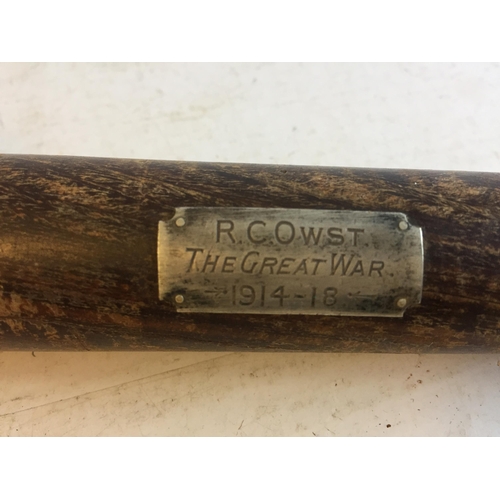 R.C.OWST.
THE GREAT WAR.
1914-18